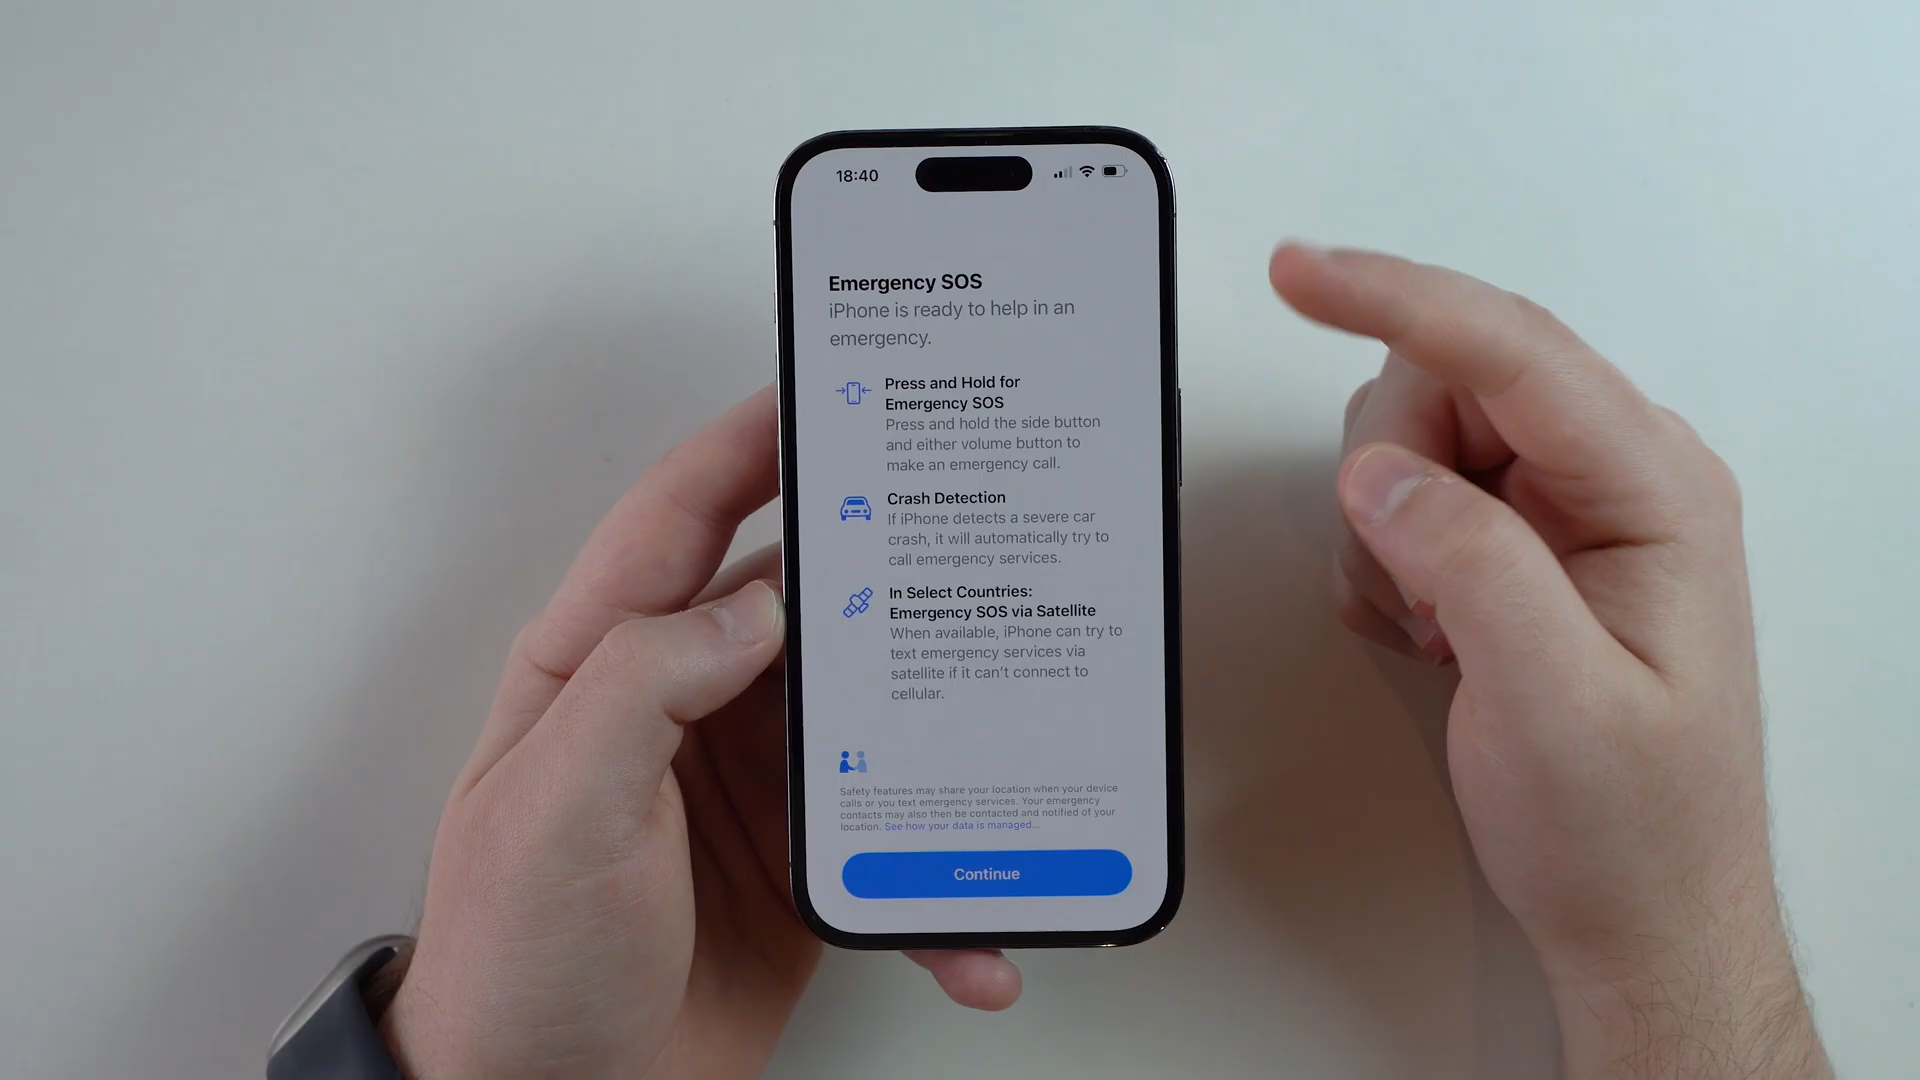 18:40
Emergency SOS
iPhone is ready to help in an
emergency.
Press and Hold for
Emergency SOS
Press and hold the side button
and either volume button to
make an emergency call.
Crash Detection
If iPhone detects a severe car
crash, it will automatically try to
call emergency services.
In Select Countries:
Emergency SOS via Satellite
When available, iPhone can try to
text emergency services via
satellite if it can't connect to
cellular.
Safety features may share your location when your device
calls or you text emergency services. Your emergency
contacts may also then be contacted and notified of your
location. See how your data is managed...
Continue